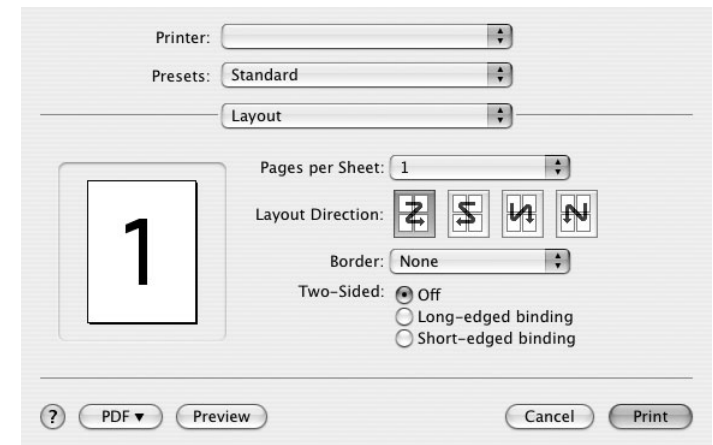 Printer:
Presets: Standard
Layout
Pages per Sheet: 1
Layout Direction:
1
Border: None
Two-Sided: Off
Long-edged binding
Short-edged binding
? PDF ▼ Preview Cancel Print